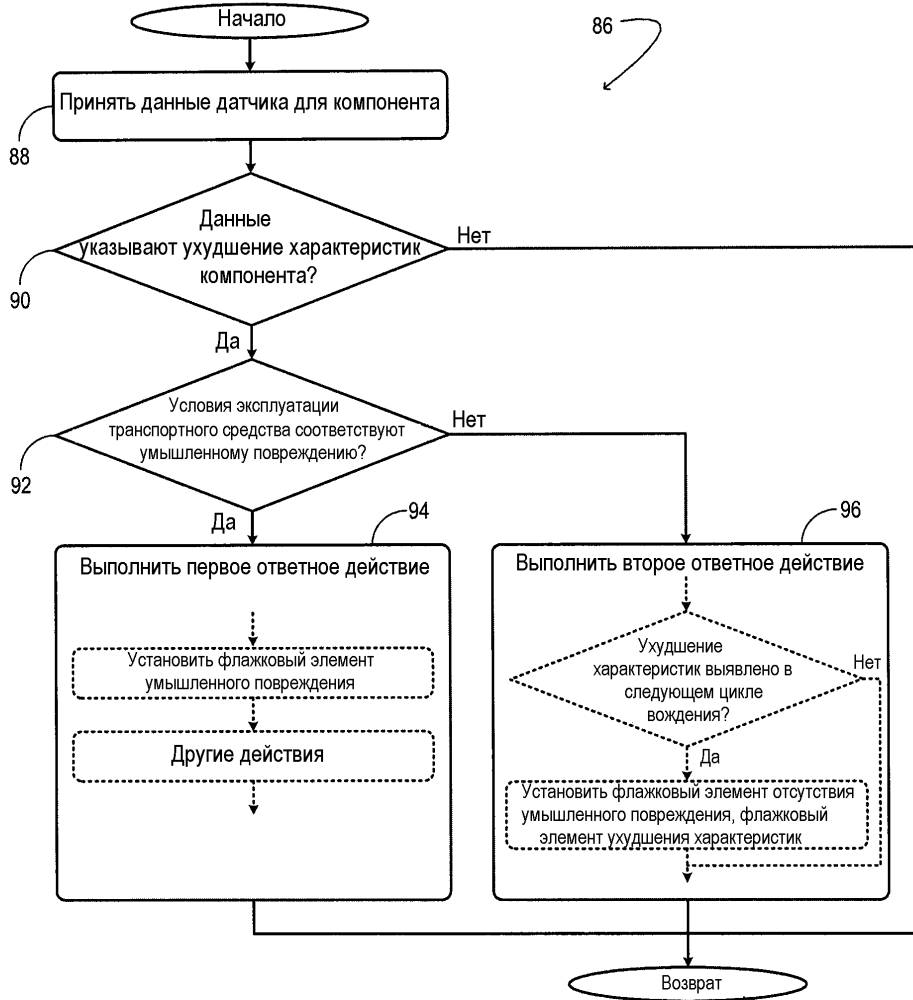 Начало
86
Принять данные датчика для компонента
88
Данные
указывают ухудшение характеристик
компонента?
Нет
90
Да
Условия эксплуатации
транспортного средства соответствуют
умышленному повреждению?
Нет
92
Да
94
96
Выполнить первое ответное действие
Установить флажковый элемент
умышленного повреждения
Другие действия
Выполнить второе ответное действие
Ухудшение
характеристик выявлено в
следующем цикле
вождения?
Нет
Да
Установить флажковый элемент отсутствия
умышленного повреждения, флажковый
элемент ухудшения характеристик
Возврат